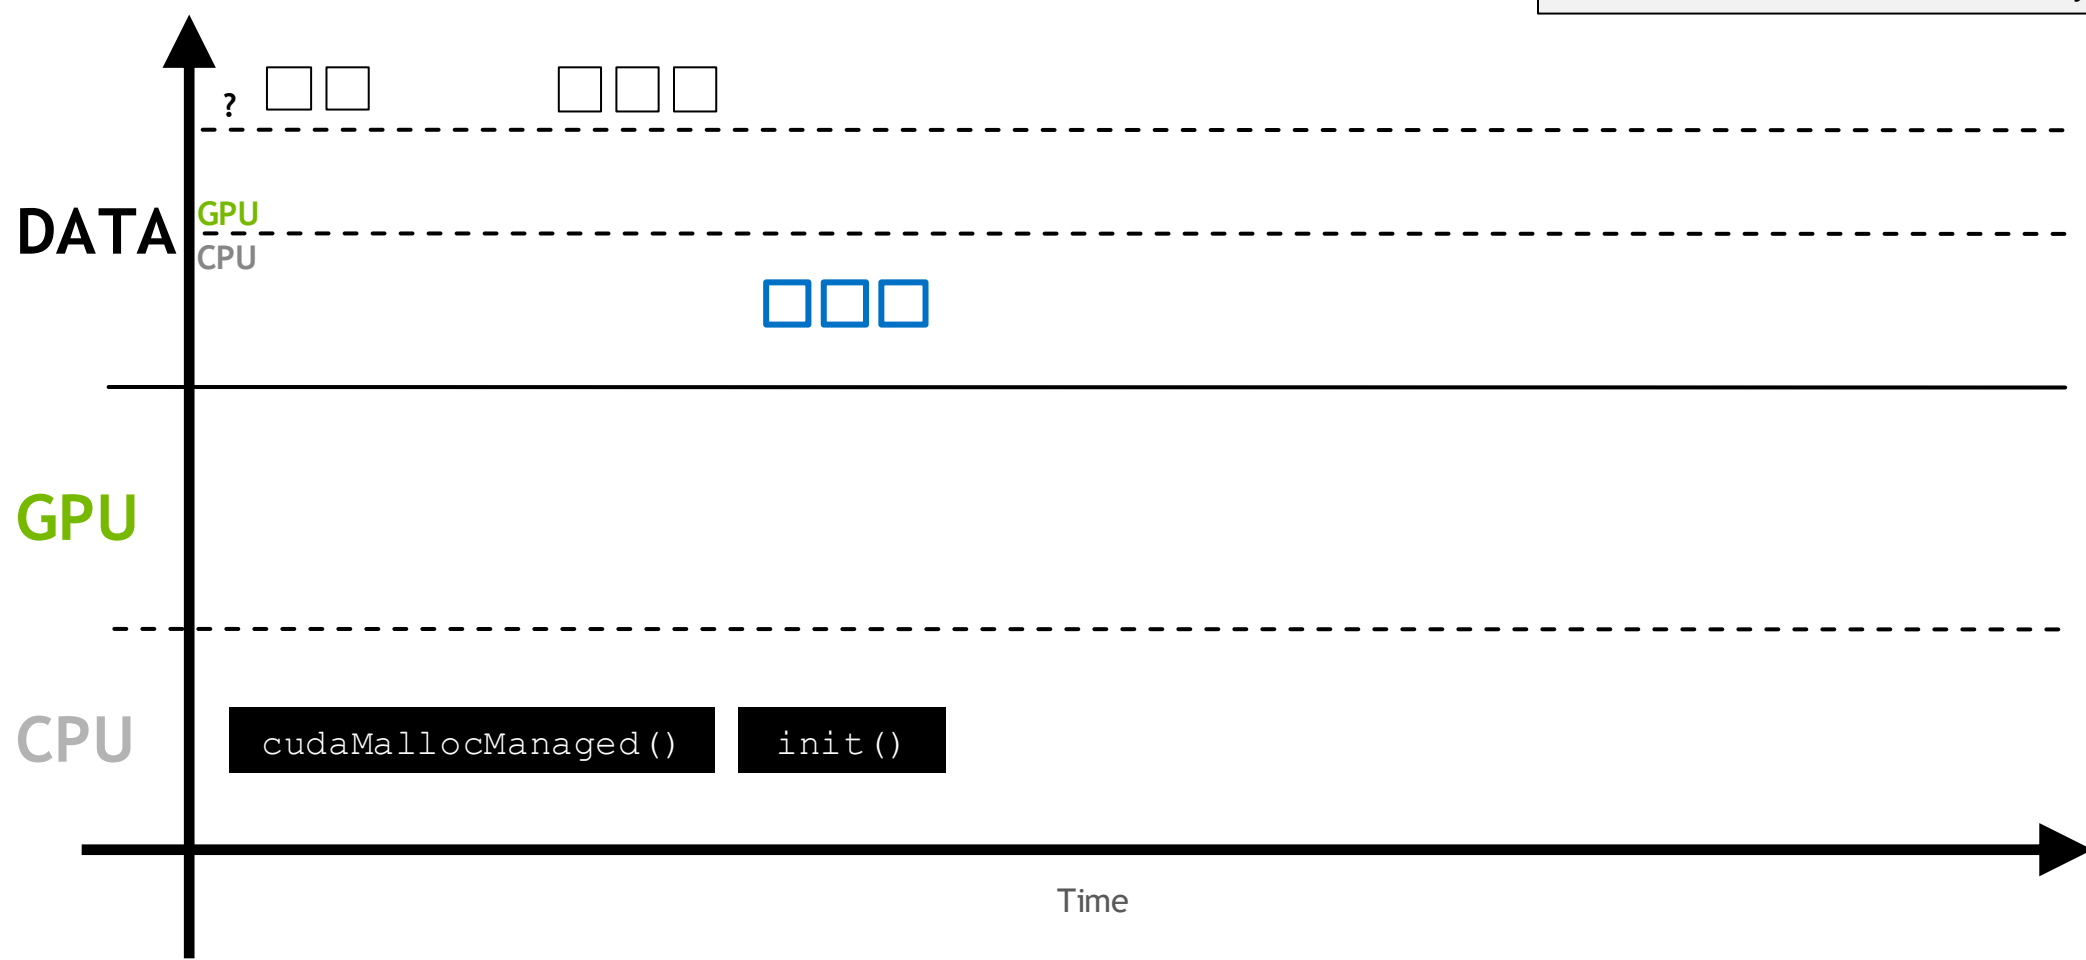 ?
GPU
DATA
CPU
GPU
CPU
cudaMallocManaged() init()
Time